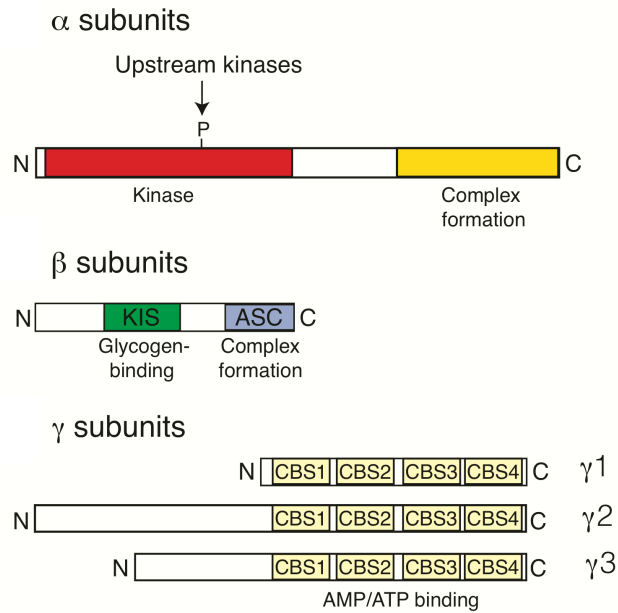 α subunits
Upstream kinases
P
N C
Kinase Complex
formation
β subunits
N KIS ASC C
Glycogen- Complex
binding formation
γ subunits
N CBS1 CBS2 CBS3 CBS4 C γ1
N CBS1 CBS2 CBS3 CBS4 C γ2
N CBS1 CBS2 CBS3 CBS4 C γ3
AMP/ATP binding